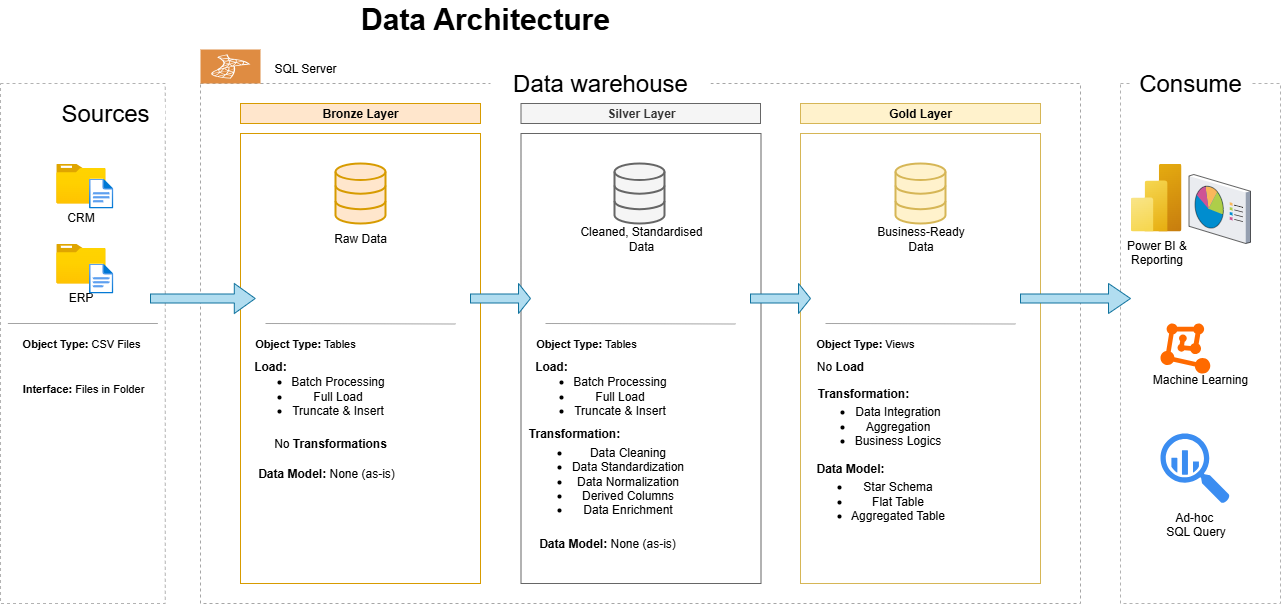 Data Architecture
SQL Server
Sources
CRM
ERP
Object Type: CSV Files
Interface: Files in Folder
Data warehouse
Bronze Layer
Raw Data
Object Type: Tables
Load:
• Batch Processing
• Full Load
• Truncate & Insert
No Transformations
Data Model: None (as-is)
Silver Layer
Cleaned, Standardised
Data
Object Type: Tables
Load:
• Batch Processing
• Full Load
• Truncate & Insert
Transformation:
• Data Cleaning
• Data Standardization
• Data Normalization
• Derived Columns
• Data Enrichment
Data Model: None (as-is)
Gold Layer
Business-Ready
Data
Object Type: Views
No Load
Transformation:
• Data Integration
• Aggregation
• Business Logics
Data Model:
• Star Schema
• Flat Table
• Aggregated Table
Consume
Power BI &
Reporting
Machine Learning
Ad-hoc
SQL Query